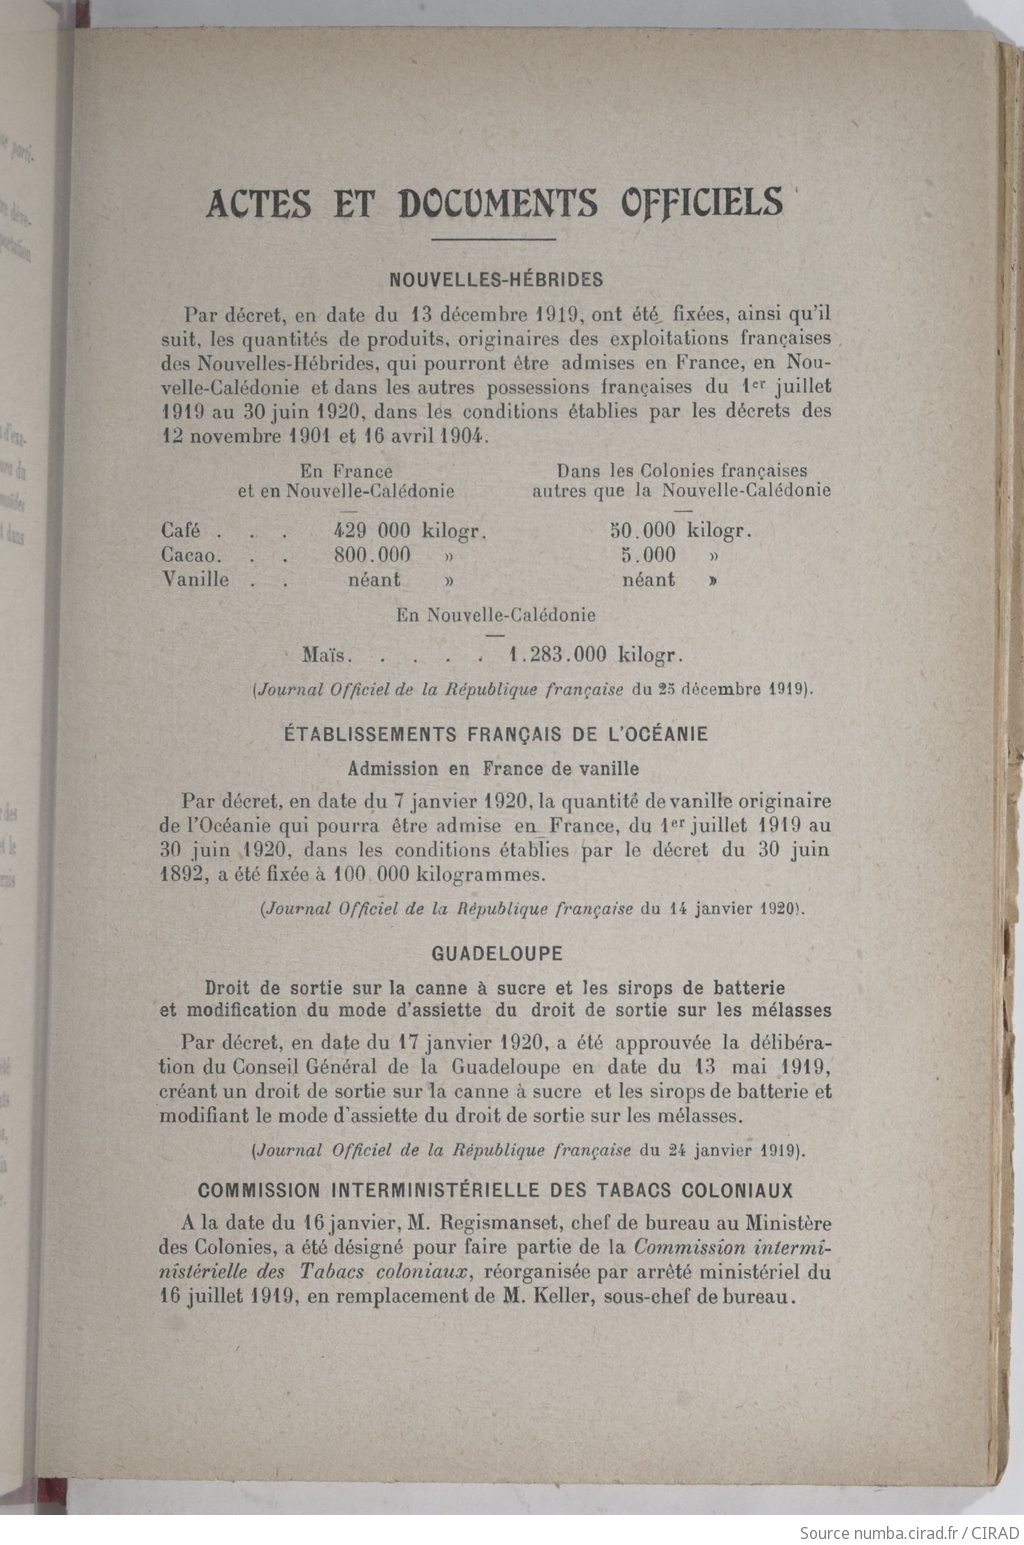 ACTES ET DOCUMENTS OFFICIELS
NOUVELLES-HÉBRIDES
Par décret, en date du 13 décembre 1919, ont été fixées, ainsi qu'il
suit, les quantités de produits, originaires des exploitations françaises
des Nouvelles-Hébrides, qui pourront être admises en France, en Nou-
velle-Calédonie et dans les autres possessions françaises du 1er juillet
1919 au 30 juin 1920, dans les conditions établies par les décrets des
12 novembre 1901 et 16 avril 1904.
En France Dans les Colonies françaises
et en Nouvelle-Calédonie autres que la Nouvelle-Calédonie
Café . . . 429 000 kilogr. 50.000 kilogr.
Cacao. . . 800.000 » 5.000 »
Vanille . . néant » néant »
En Nouvelle-Calédonie
Maïs. . . . . 1.283.000 kilogr.
(Journal Officiel de la République française du 25 décembre 1919).
ÉTABLISSEMENTS FRANÇAIS DE L'OCÉANIE
Admission en France de vanille
Par décret, en date du 7 janvier 1920, la quantité de vanille originaire
de l'Océanie qui pourra être admise en France, du 1er juillet 1919 au
30 juin 1920, dans les conditions établies par le décret du 30 juin
1892, a été fixée à 100 000 kilogrammes.
(Journal Officiel de la République française du 14 janvier 1920).
GUADELOUPE
Droit de sortie sur la canne à sucre et les sirops de batterie
et modification du mode d'assiette du droit de sortie sur les mélasses
Par décret, en date du 17 janvier 1920, a été approuvée la délibéra-
tion du Conseil Général de la Guadeloupe en date du 13 mai 1919,
créant un droit de sortie sur la canne à sucre et les sirops de batterie et
modifiant le mode d'assiette du droit de sortie sur les mélasses.
(Journal Officiel de la République française du 24 janvier 1919).
COMMISSION INTERMINISTÉRIELLE DES TABACS COLONIAUX
A la date du 16 janvier, M. Regismanset, chef de bureau au Ministère
des Colonies, a été désigné pour faire partie de la Commission intermi-
nistérielle des Tabacs coloniaux, réorganisée par arrêté ministériel du
16 juillet 1919, en remplacement de M. Keller, sous-chef de bureau.
Source numba.cirad.fr / CIRAD